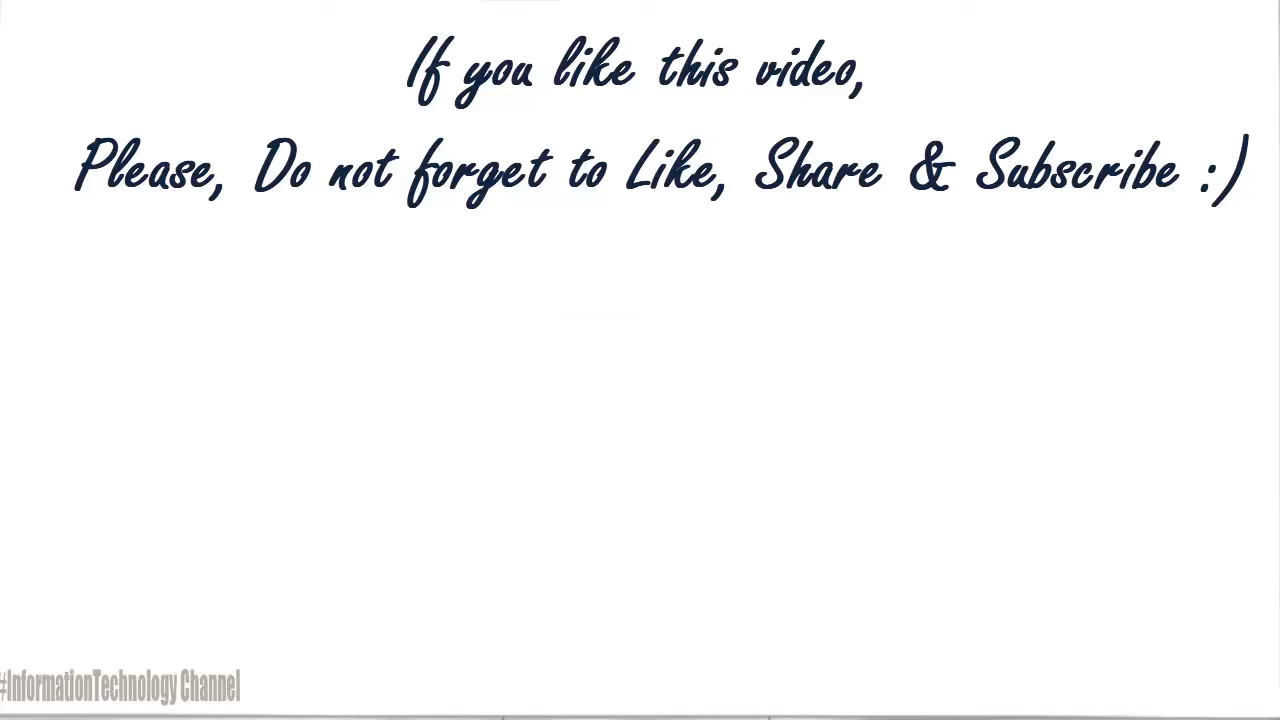 If you like this video,
Please, Do not forget to Like, Share & Subscribe :)
#InformationTechnology Channel